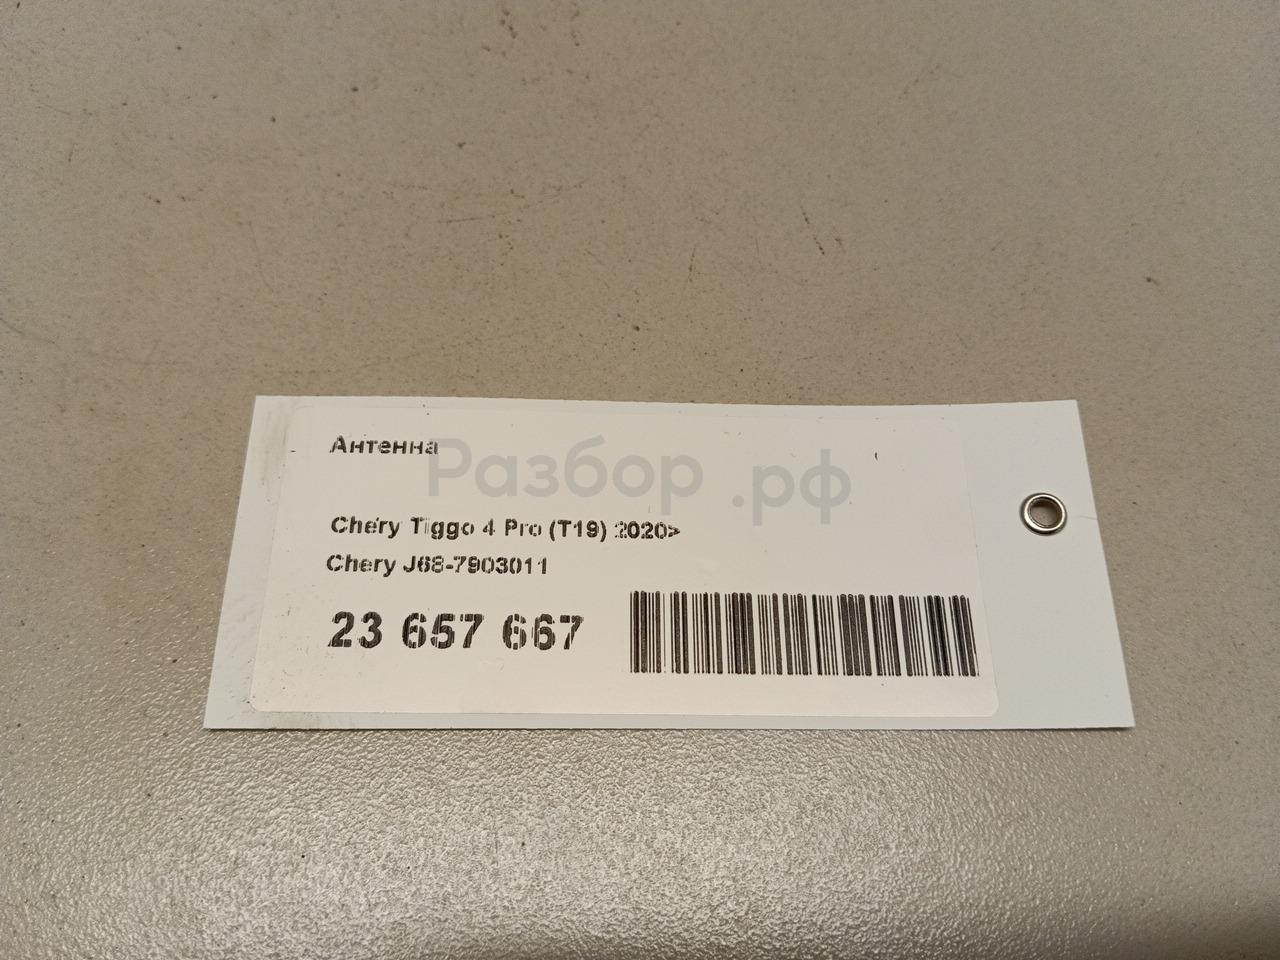 Антенна
Разбор.рф
Chery Tiggo 4 Pro (T19) 2020>
Chery J68-7903011
23 657 667